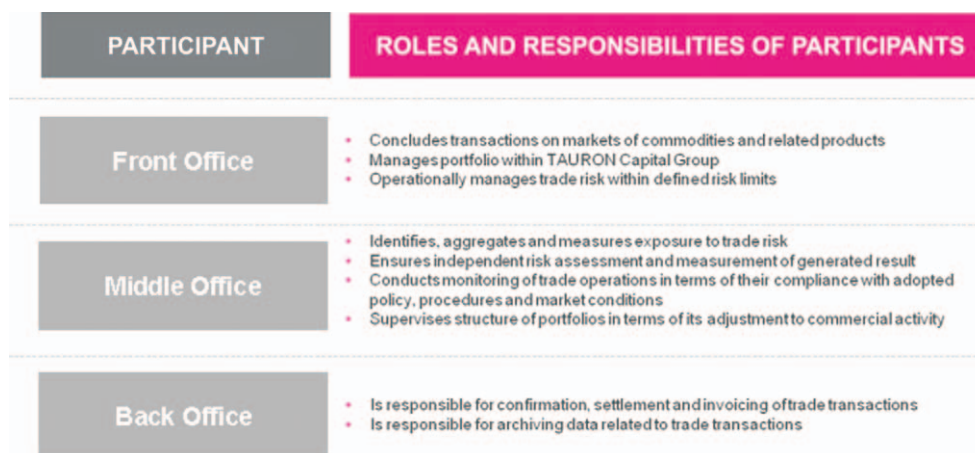 PARTICIPANT
ROLES AND RESPONSIBILITIES OF PARTICIPANTS
Front Office
• Concludes transactions on markets of commodities and related products
• Manages portfolio within TAURON Capital Group
• Operationally manages trade risk within defined risk limits
Middle Office
• Identifies, aggregates and measures exposure to trade risk
• Ensures independent risk assessment and measurement of generated result
• Conducts monitoring of trade operations in terms of their compliance with adopted
policy, procedures and market conditions
• Supervises structure of portfolios in terms of its adjustment to commercial activity
Back Office
• Is responsible for confirmation, settlement and invoicing of trade transactions
• Is responsible for archiving data related to trade transactions